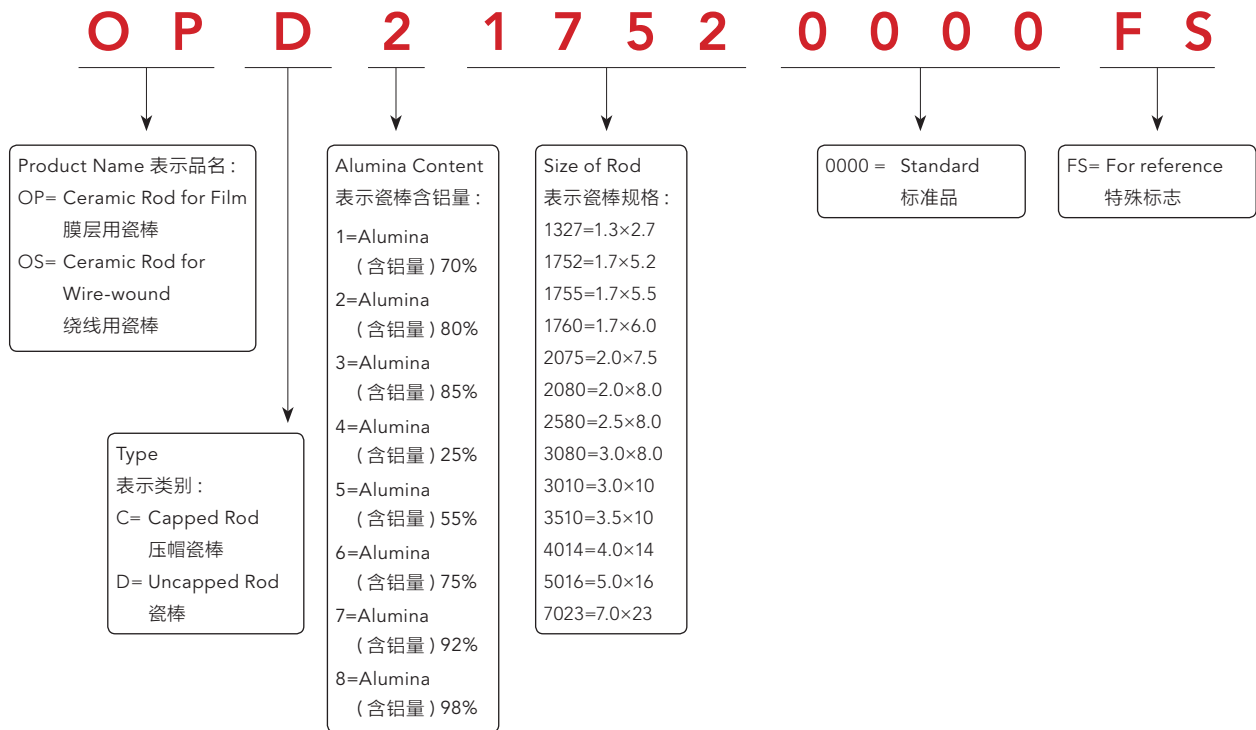 O P D 2 1 7 5 2 0 0 0 0 F S
Product Name 表示品名 :
OP= Ceramic Rod for Film
膜层用瓷棒
OS= Ceramic Rod for
Wire-wound
绕线用瓷棒
Type
表示类别 :
C= Capped Rod
压帽瓷棒
D= Uncapped Rod
瓷棒
Alumina Content
表示瓷棒含铝量 :
1=Alumina
( 含铝量 ) 70%
2=Alumina
( 含铝量 ) 80%
3=Alumina
( 含铝量 ) 85%
4=Alumina
( 含铝量 ) 25%
5=Alumina
( 含铝量 ) 55%
6=Alumina
( 含铝量 ) 75%
7=Alumina
( 含铝量 ) 92%
8=Alumina
( 含铝量 ) 98%
Size of Rod
表示瓷棒规格 :
1327=1.3×2.7
1752=1.7×5.2
1755=1.7×5.5
1760=1.7×6.0
2075=2.0×7.5
2080=2.0×8.0
2580=2.5×8.0
3080=3.0×8.0
3010=3.0×10
3510=3.5×10
4014=4.0×14
5016=5.0×16
7023=7.0×23
0000 = Standard
标准品
FS= For reference
特殊标志